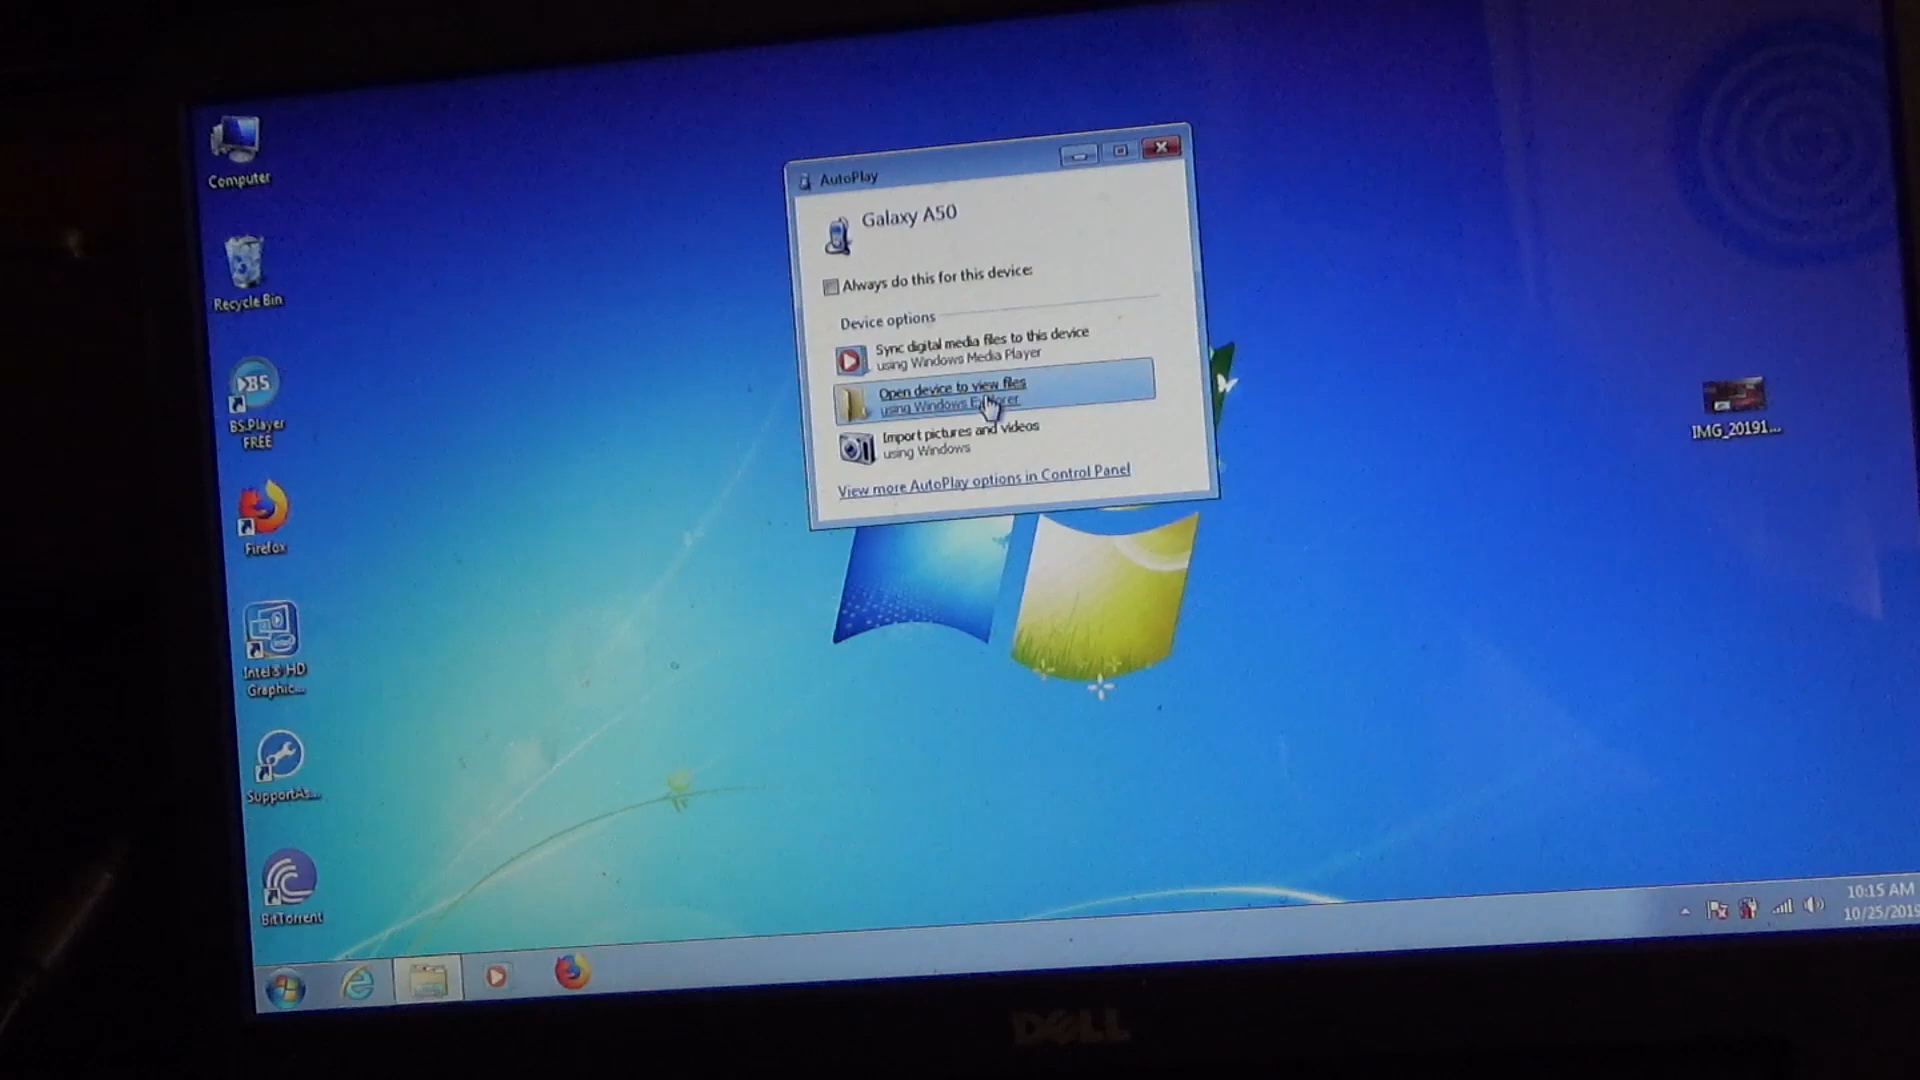 Computer
Recycle Bin
BS
BS.Player
FREE
Firefox
intel
Intel® HD
Graphic...
SupportAs...
BitTorrent
AutoPlay
Galaxy A50
Always do this for this device:
Device options
Sync digital media files to this device
using Windows Media Player
Open device to view files
using Windows Explorer
Import pictures and videos
using Windows
View more AutoPlay options in Control Panel
IMG_20191...
10:15 AM
10/25/2019
DELL